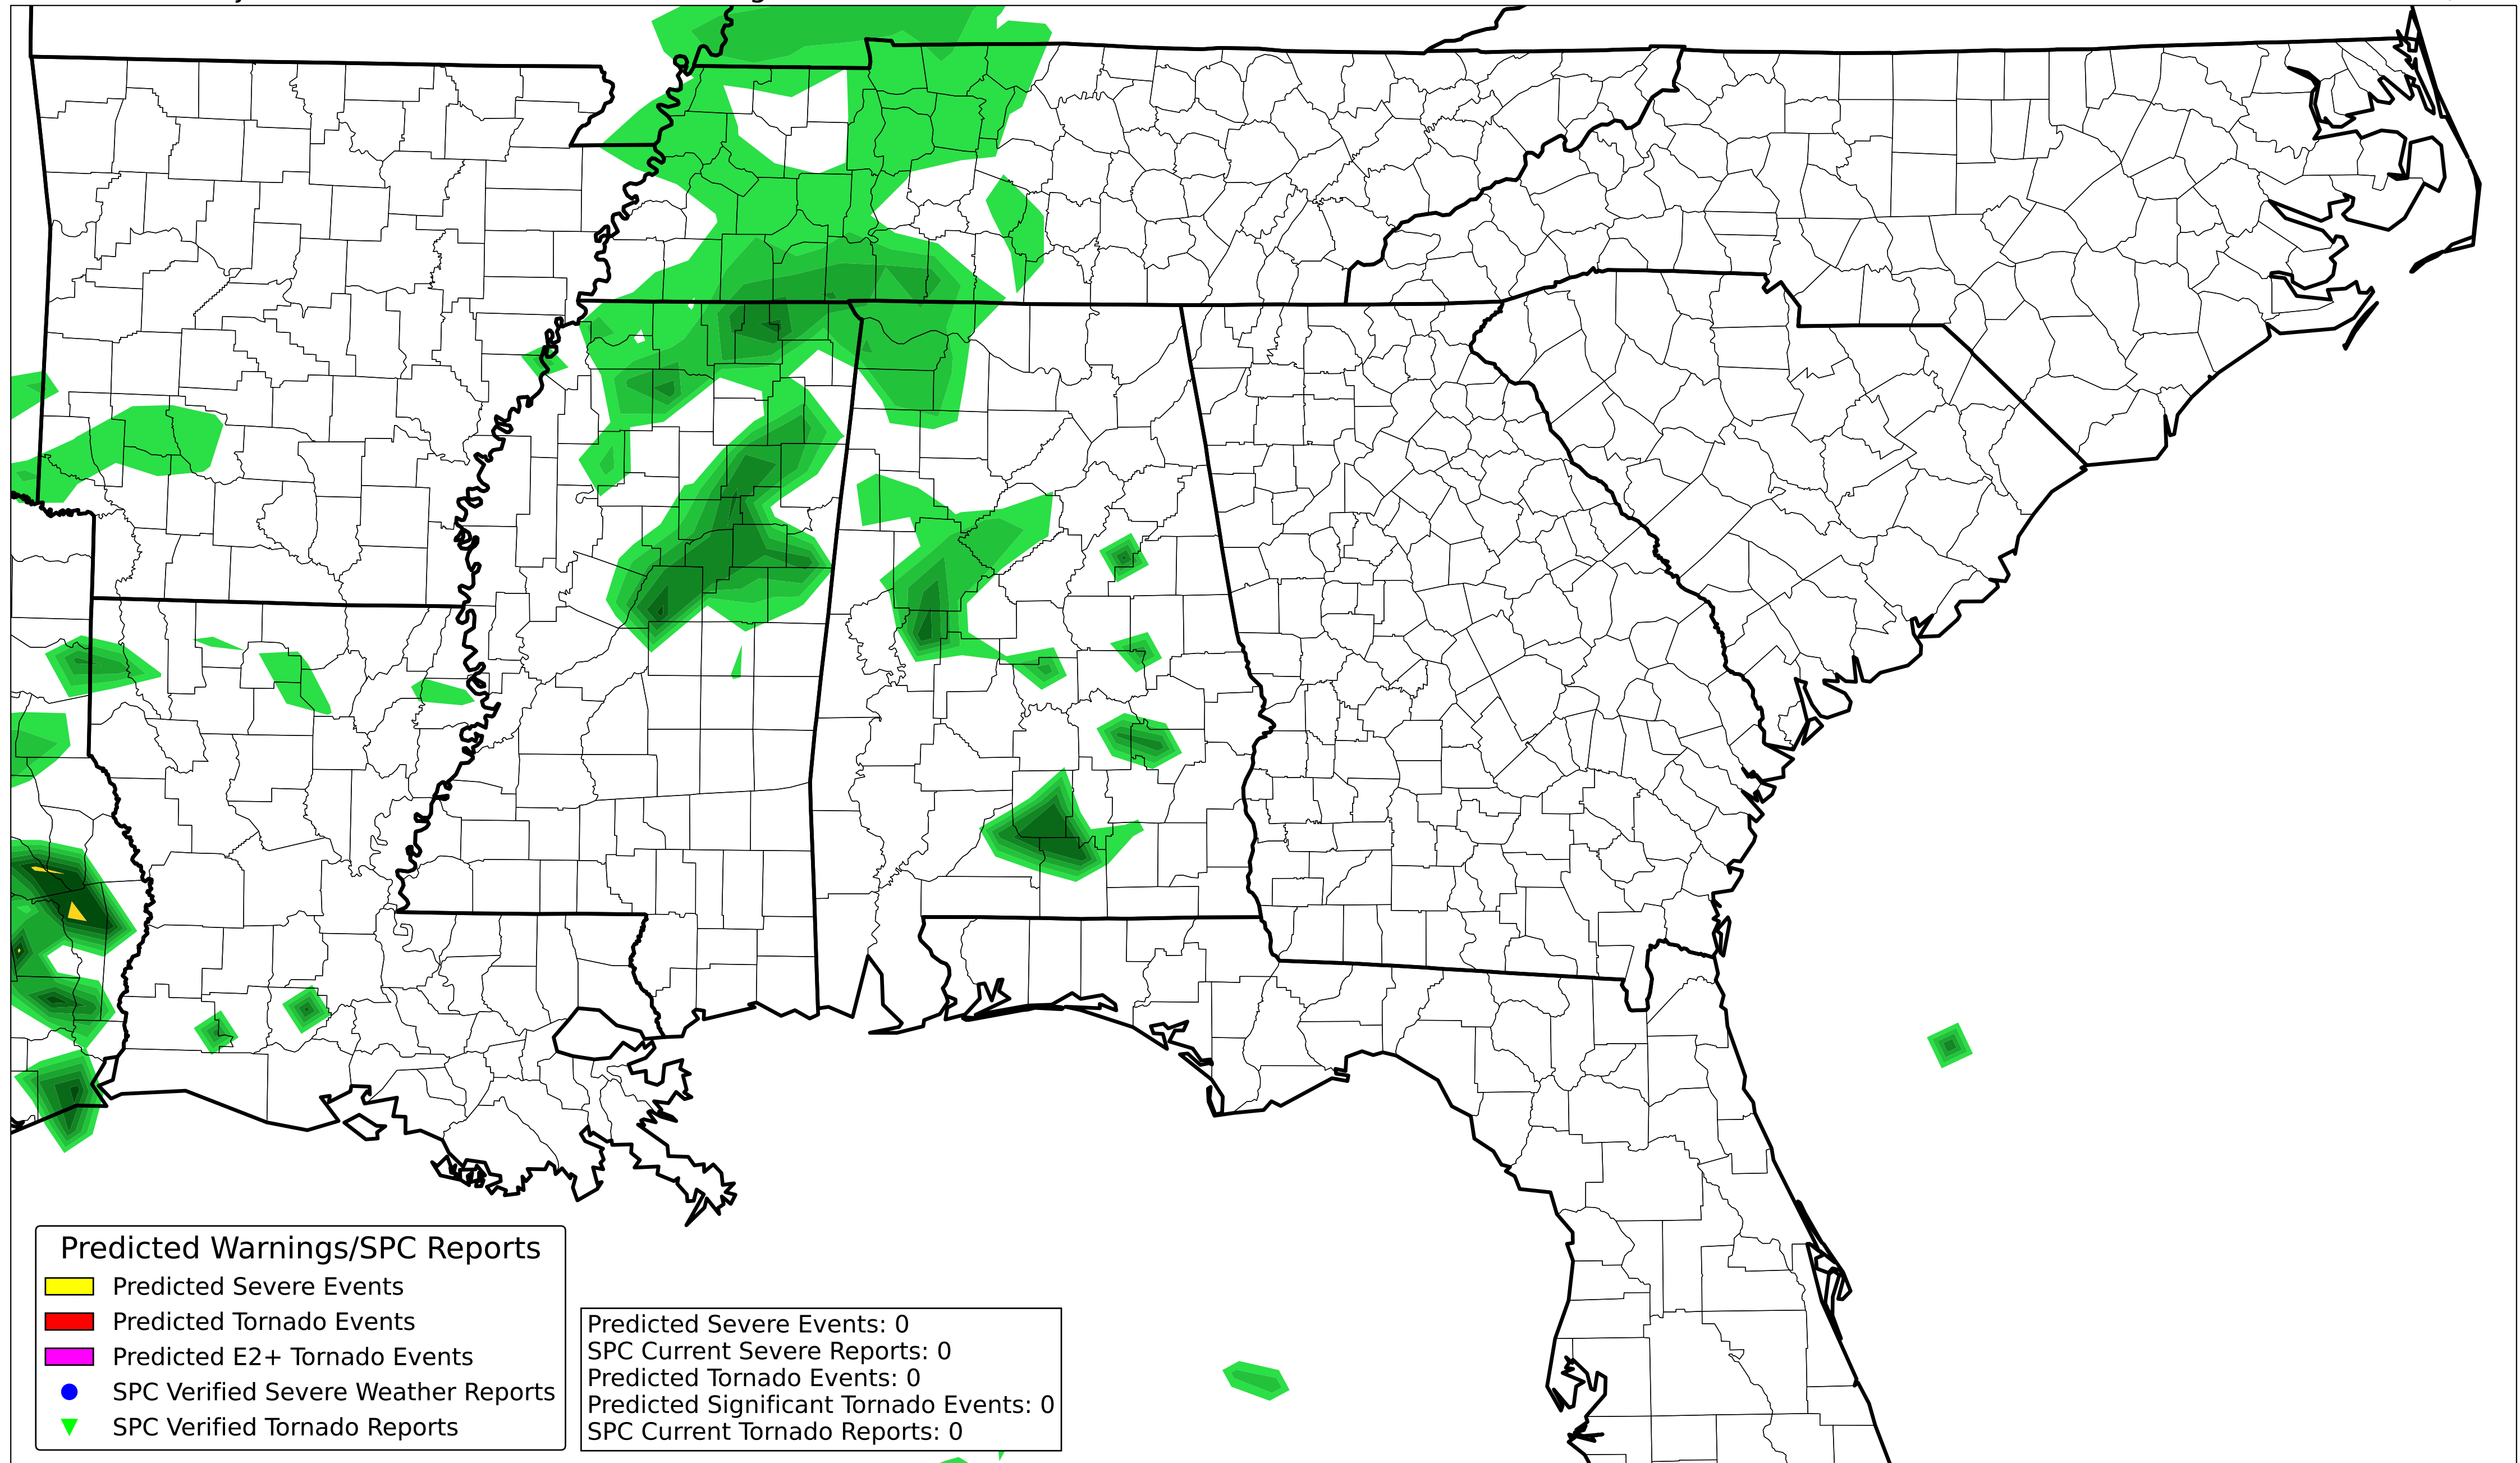 Predicted Warnings/SPC Reports
Predicted Severe Events
Predicted Tornado Events
Predicted E2+ Tornado Events
SPC Verified Severe Weather Reports
SPC Verified Tornado Reports
Predicted Severe Events: 0
SPC Current Severe Reports: 0
Predicted Tornado Events: 0
Predicted Significant Tornado Events: 0
SPC Current Tornado Reports: 0